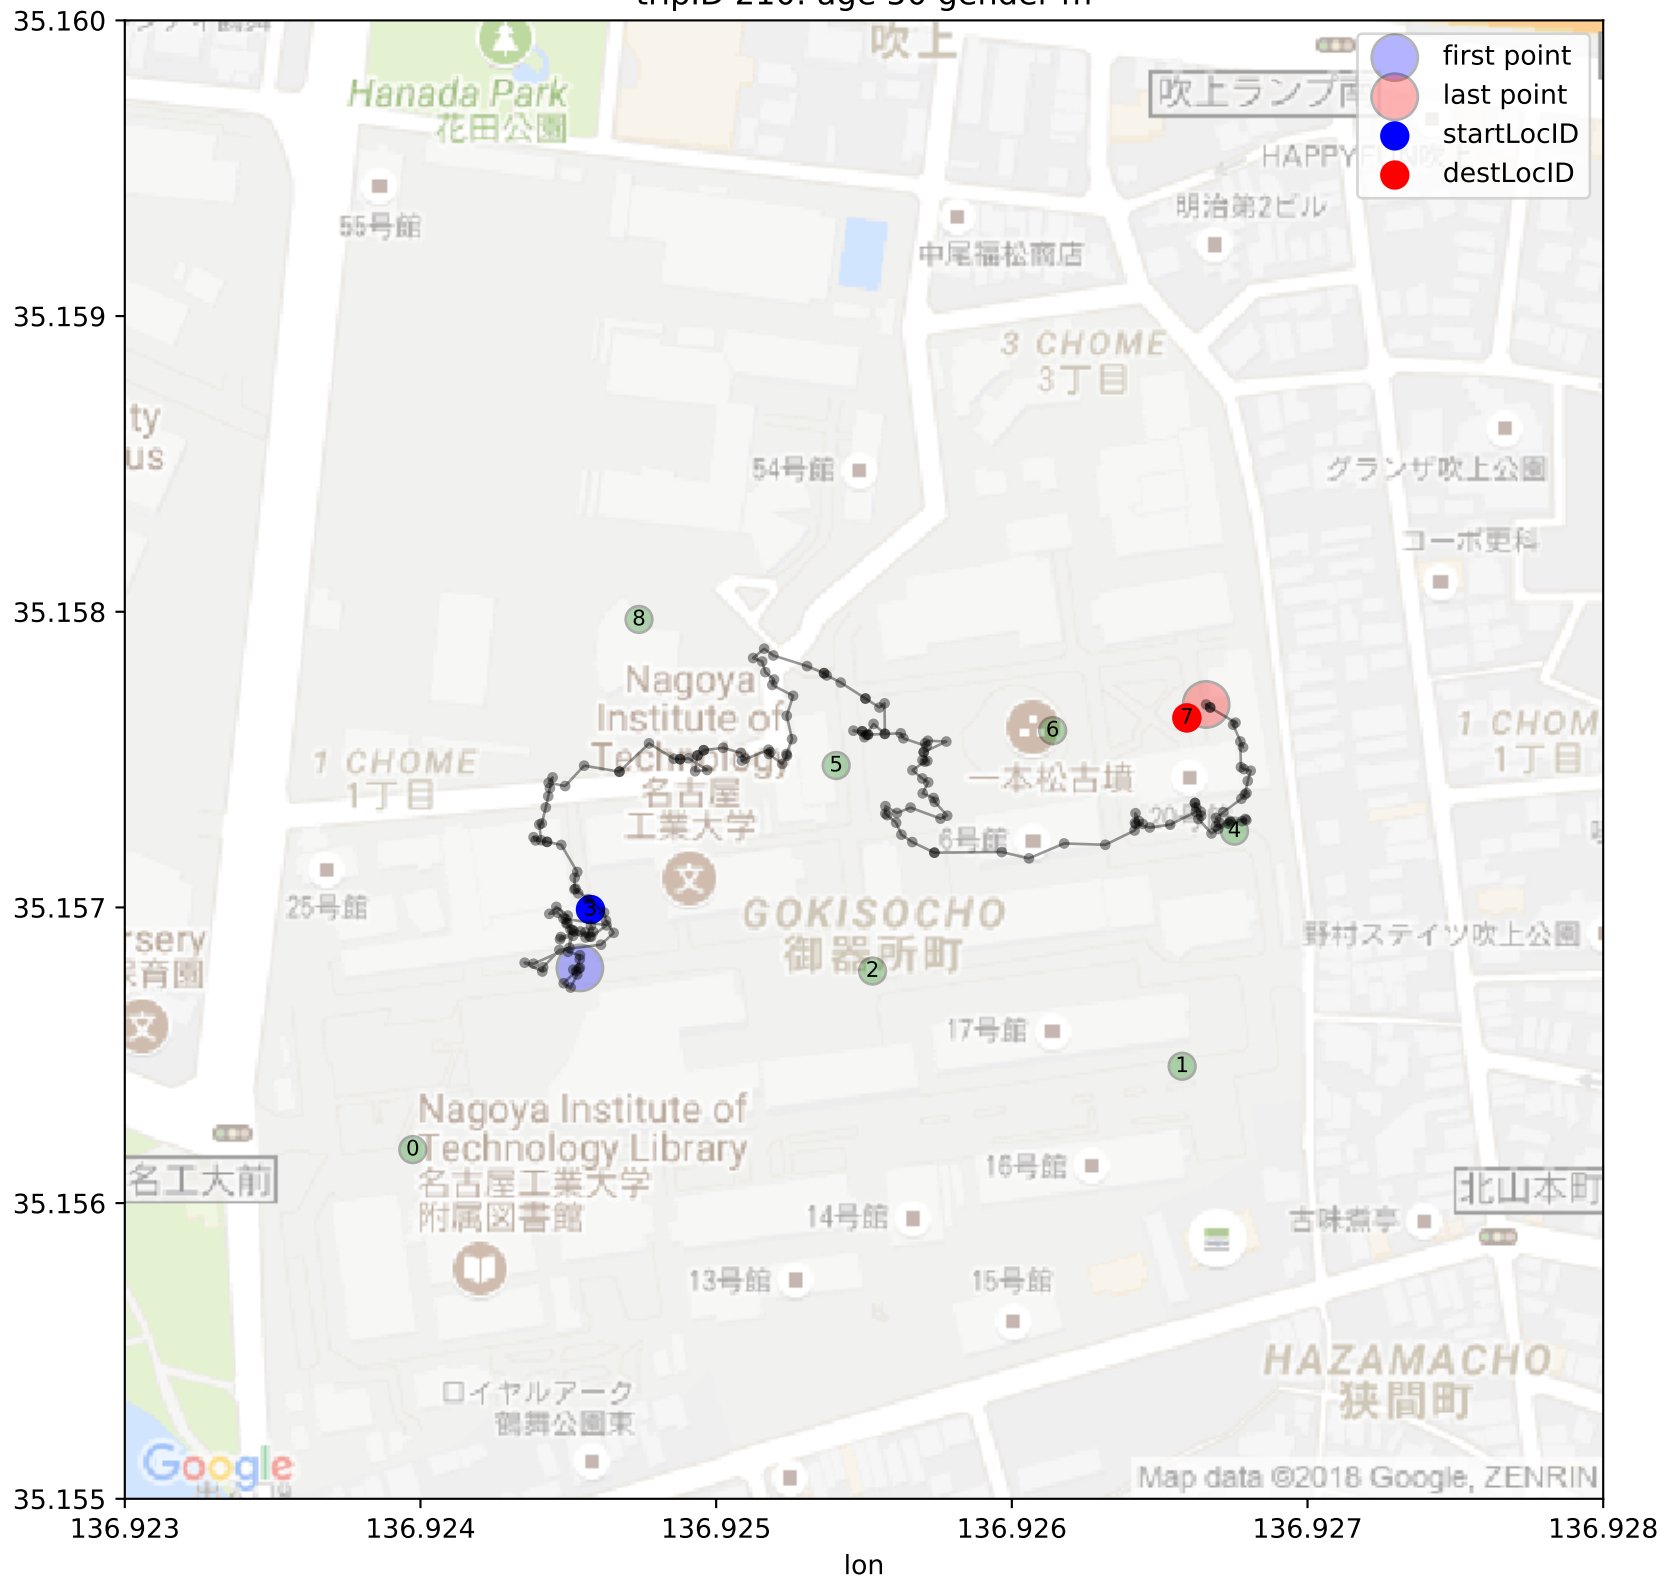 35.160
35.159
35.158
35.157
35.156
35.155
136.923
136.924
136.925
136.926
136.927
136.928
lon
first point
last point
startLocID
destLocID
吹上
Hanada Park
花田公園
吹上ランプ
HAPPY
明治第2ビル
55号館
中尾福松商店
3 CHOME
3丁目
ty
us
54号館
グランザ吹上公園
コーポ更科
8
Nagoya
Institute of
Technology
名古屋
工業大学
7
6
5
1 CHOME
1丁目
一本松古墳
1 CHOM
1丁目
20号館
4
6号館
25号館
3
GOKISOCHO
御器所町
野村ステイツ吹上公園
rsery
保育園
2
17号館
1
Nagoya Institute of
Technology Library
名古屋工業大学
附属図書館
0
名工大前
16号館
北山本町
14号館
古味煮亭
13号館
15号館
HAZAMACHO
狭間町
ロイヤルアーク
鶴舞公園東
Google
Map data ©2018 Google, ZENRIN